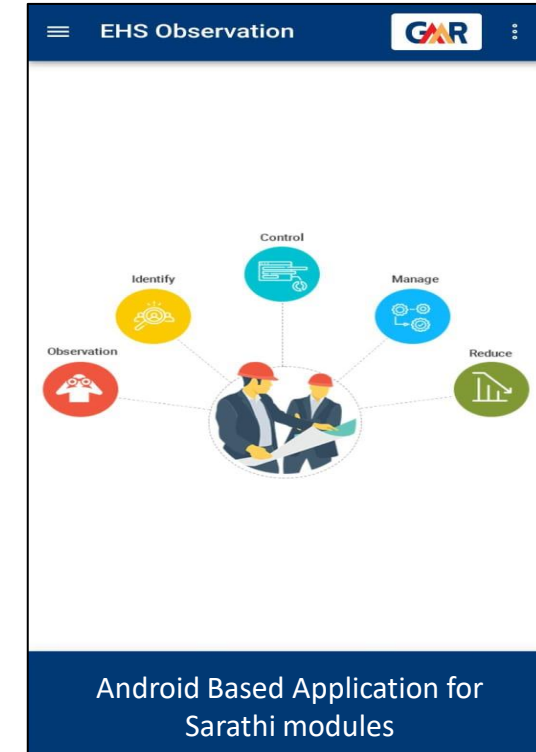 EHS Observation
GMR
Control
Identify
Manage
Observation
Reduce
Android Based Application for
Sarathi modules